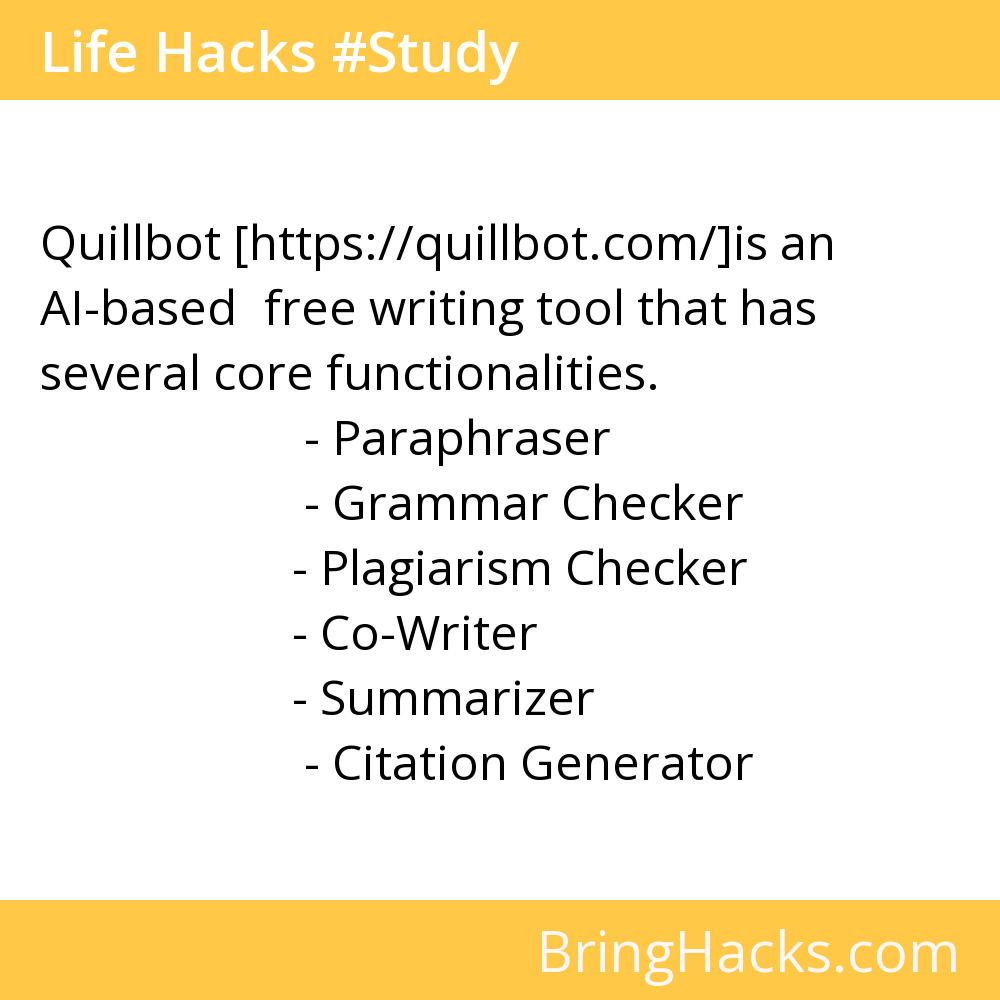 Life Hacks #Study
Quillbot [https://quillbot.com/]is an
AI-based  free writing tool that has
several core functionalities.
- Paraphraser
- Grammar Checker
- Plagiarism Checker
- Co-Writer
- Summarizer
- Citation Generator
BringHacks.com